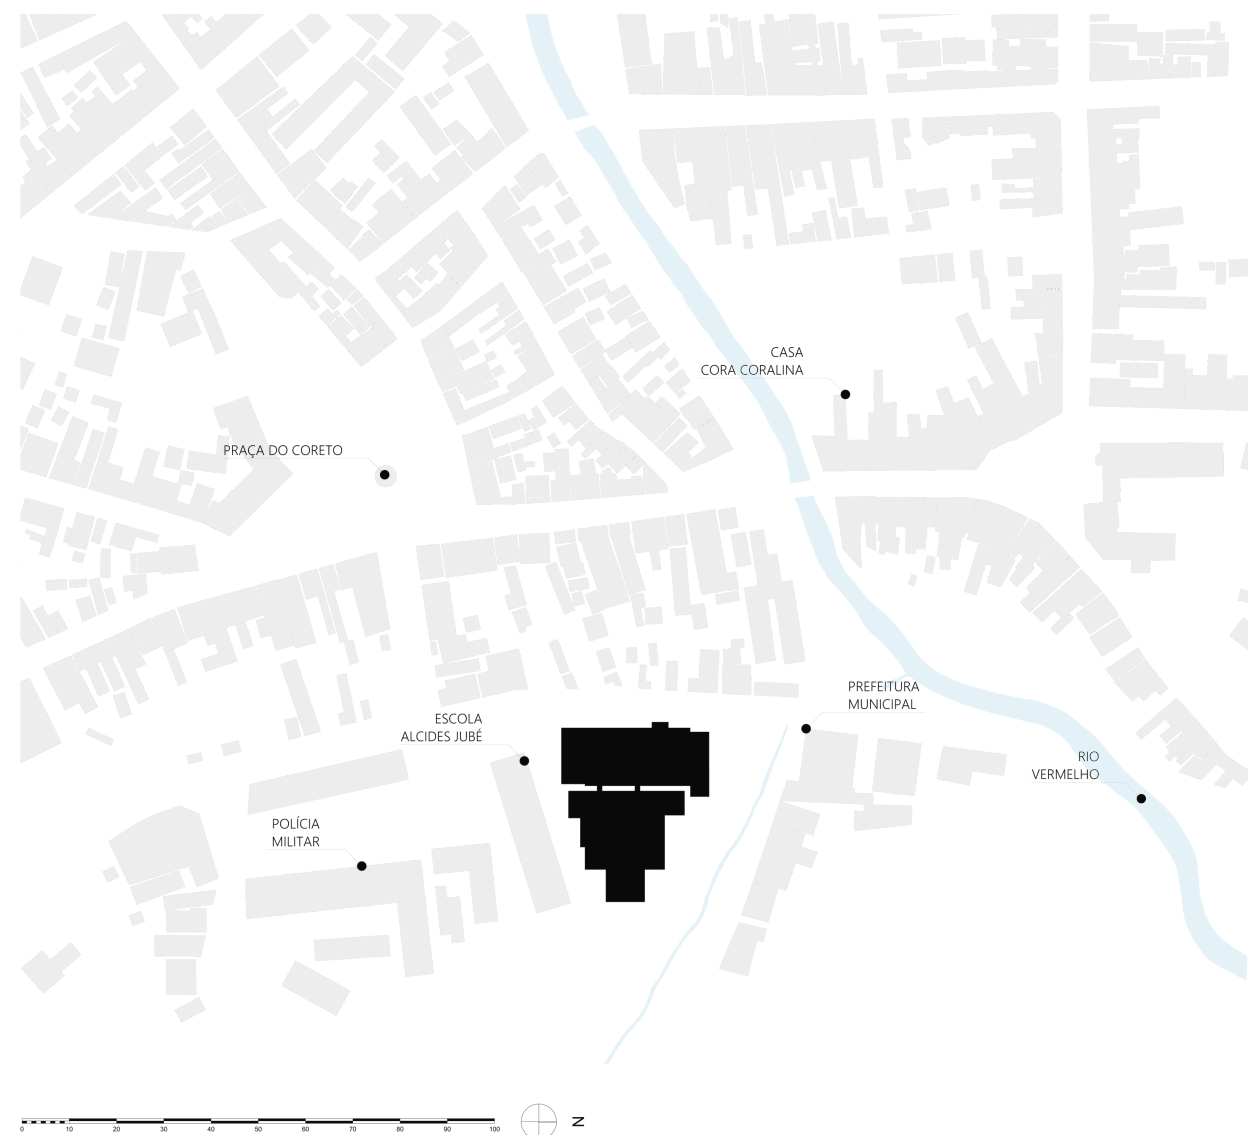 CASA
CORA CORALINA
PRAÇA DO CORETO
PREFEITURA
MUNICIPAL
ESCOLA
ALCIDES JUBÉ
RIO
VERMELHO
POLÍCIA
MILITAR
0 10 20 30 40 50 60 70 80 90 100
N